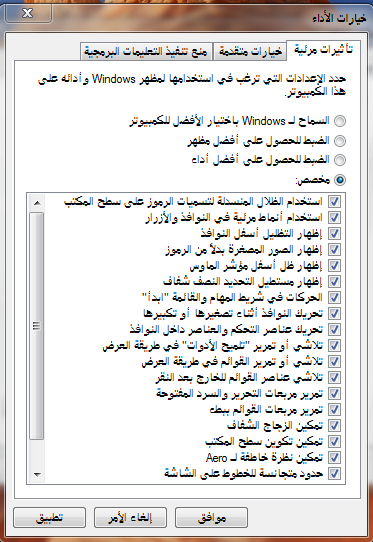 خيارات الأداء
تأثيرات مرئية
خيارات متقدمة
منع تنفيذ التعليمات البرمجية
حدد الإعدادات التي ترغب في استخدامها لمظهر Windows وأدائه على
هذا الكمبيوتر.
السماح لـ Windows باختيار الأفضل للكمبيوتر
الضبط للحصول على أفضل مظهر
الضبط للحصول على أفضل أداء
مخصص:
استخدام الظلال المنسدلة لتسميات الرموز على سطح المكتب
استخدام أنماط مرئية في النوافذ والأزرار
إظهار التظليل أسفل النوافذ
إظهار الصور المصغرة بدلاً من الرموز
إظهار ظل أسفل مؤشر الماوس
إظهار مستطيل التحديد النصف شفاف
الحركات في شريط المهام والقائمة "ابدأ"
تحريك النوافذ أثناء تصغيرها أو تكبيرها
تحريك عناصر التحكم والعناصر داخل النوافذ
تلاشي أو تمرير "تلميح الأدوات" في طريقة العرض
تلاشي أو تمرير القوائم في طريقة العرض
تلاشي عناصر القوائم للخارج بعد النقر
تمرير مربعات التحرير والسرد المفتوحة
تمرير مربعات القوائم ببطء
تمكين الزجاج الشفاف
تمكين تكوين سطح المكتب
تمكين نظرة خاطفة لـ Aero
حدود متجانسة للخطوط على الشاشة
موافق
إلغاء الأمر
تطبيق